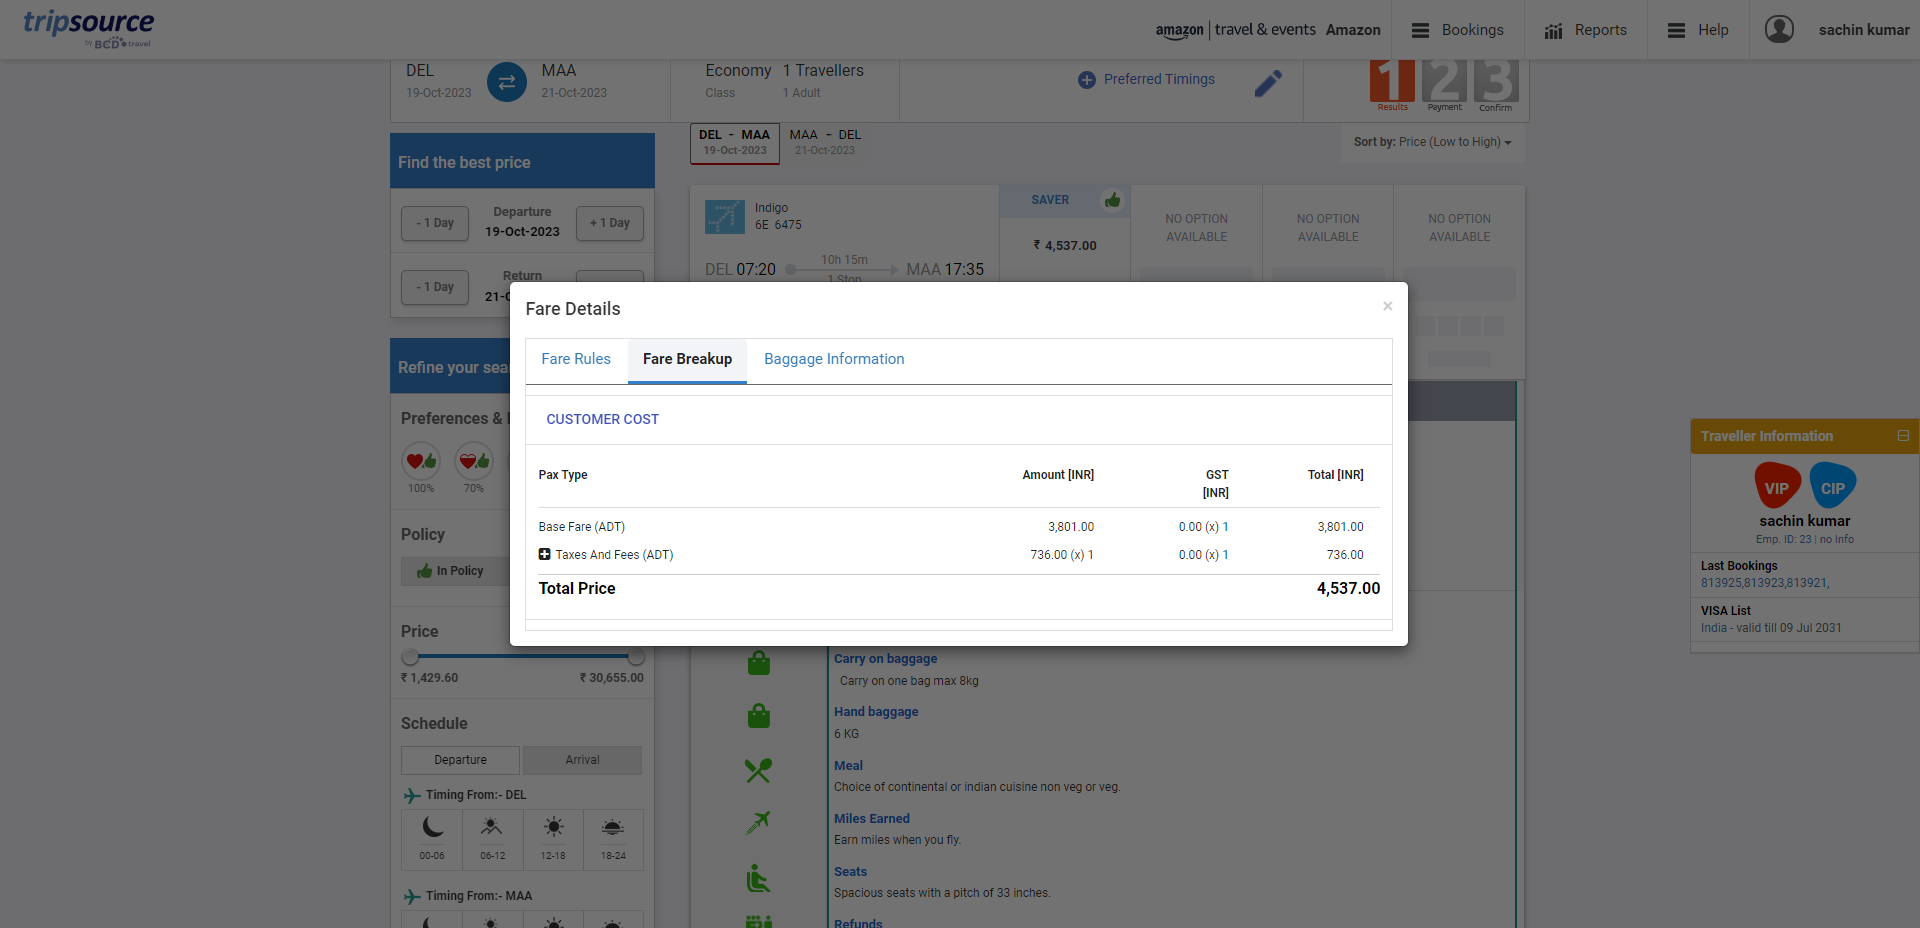 tripsource
by BCD travel
amazon | travel & events Amazon
Bookings
Reports
Help
sachin kumar
DEL
19-Oct-2023
MAA
21-Oct-2023
Economy
Class
1 Travellers
1 Adult
Preferred Timings
1 2 3
Results Payment Confirm
DEL - MAA
19-Oct-2023
MAA - DEL
21-Oct-2023
Sort by: Price (Low to High)
Find the best price
- 1 Day
Departure
19-Oct-2023
+ 1 Day
- 1 Day
Return
Indigo
6E 6475
DEL 07:20
10h 15m
1 Stop
MAA 17:35
SAVER
₹ 4,537.00
NO OPTION
AVAILABLE
NO OPTION
AVAILABLE
NO OPTION
AVAILABLE
Fare Details
×
Fare Rules
Fare Breakup
Baggage Information
CUSTOMER COST
Pax Type Amount [INR] GST
[INR] Total [INR]
Base Fare (ADT) 3,801.00 0.00 (x) 1 3,801.00
Taxes And Fees (ADT) 736.00 (x) 1 0.00 (x) 1 736.00
Total Price 4,537.00
Refine your
Preferences &
100%
70%
Policy
In Policy
Price
₹ 1,429.60 ₹ 30,655.00
Schedule
Departure Arrival
Timing From:- DEL
00-06 06-12 12-18 18-24
Timing From:- MAA
Carry on baggage
Carry on one bag max 8kg
Hand baggage
6 KG
Meal
Choice of continental or indian cuisine non veg or veg.
Miles Earned
Earn miles when you fly.
Seats
Spacious seats with a pitch of 33 inches.
Refunds
Traveller Information
VIP CIP
sachin kumar
Emp. ID: 23 | no Info
Last Bookings
813925,813923,813921,
VISA List
India - valid till 09 Jul 2031